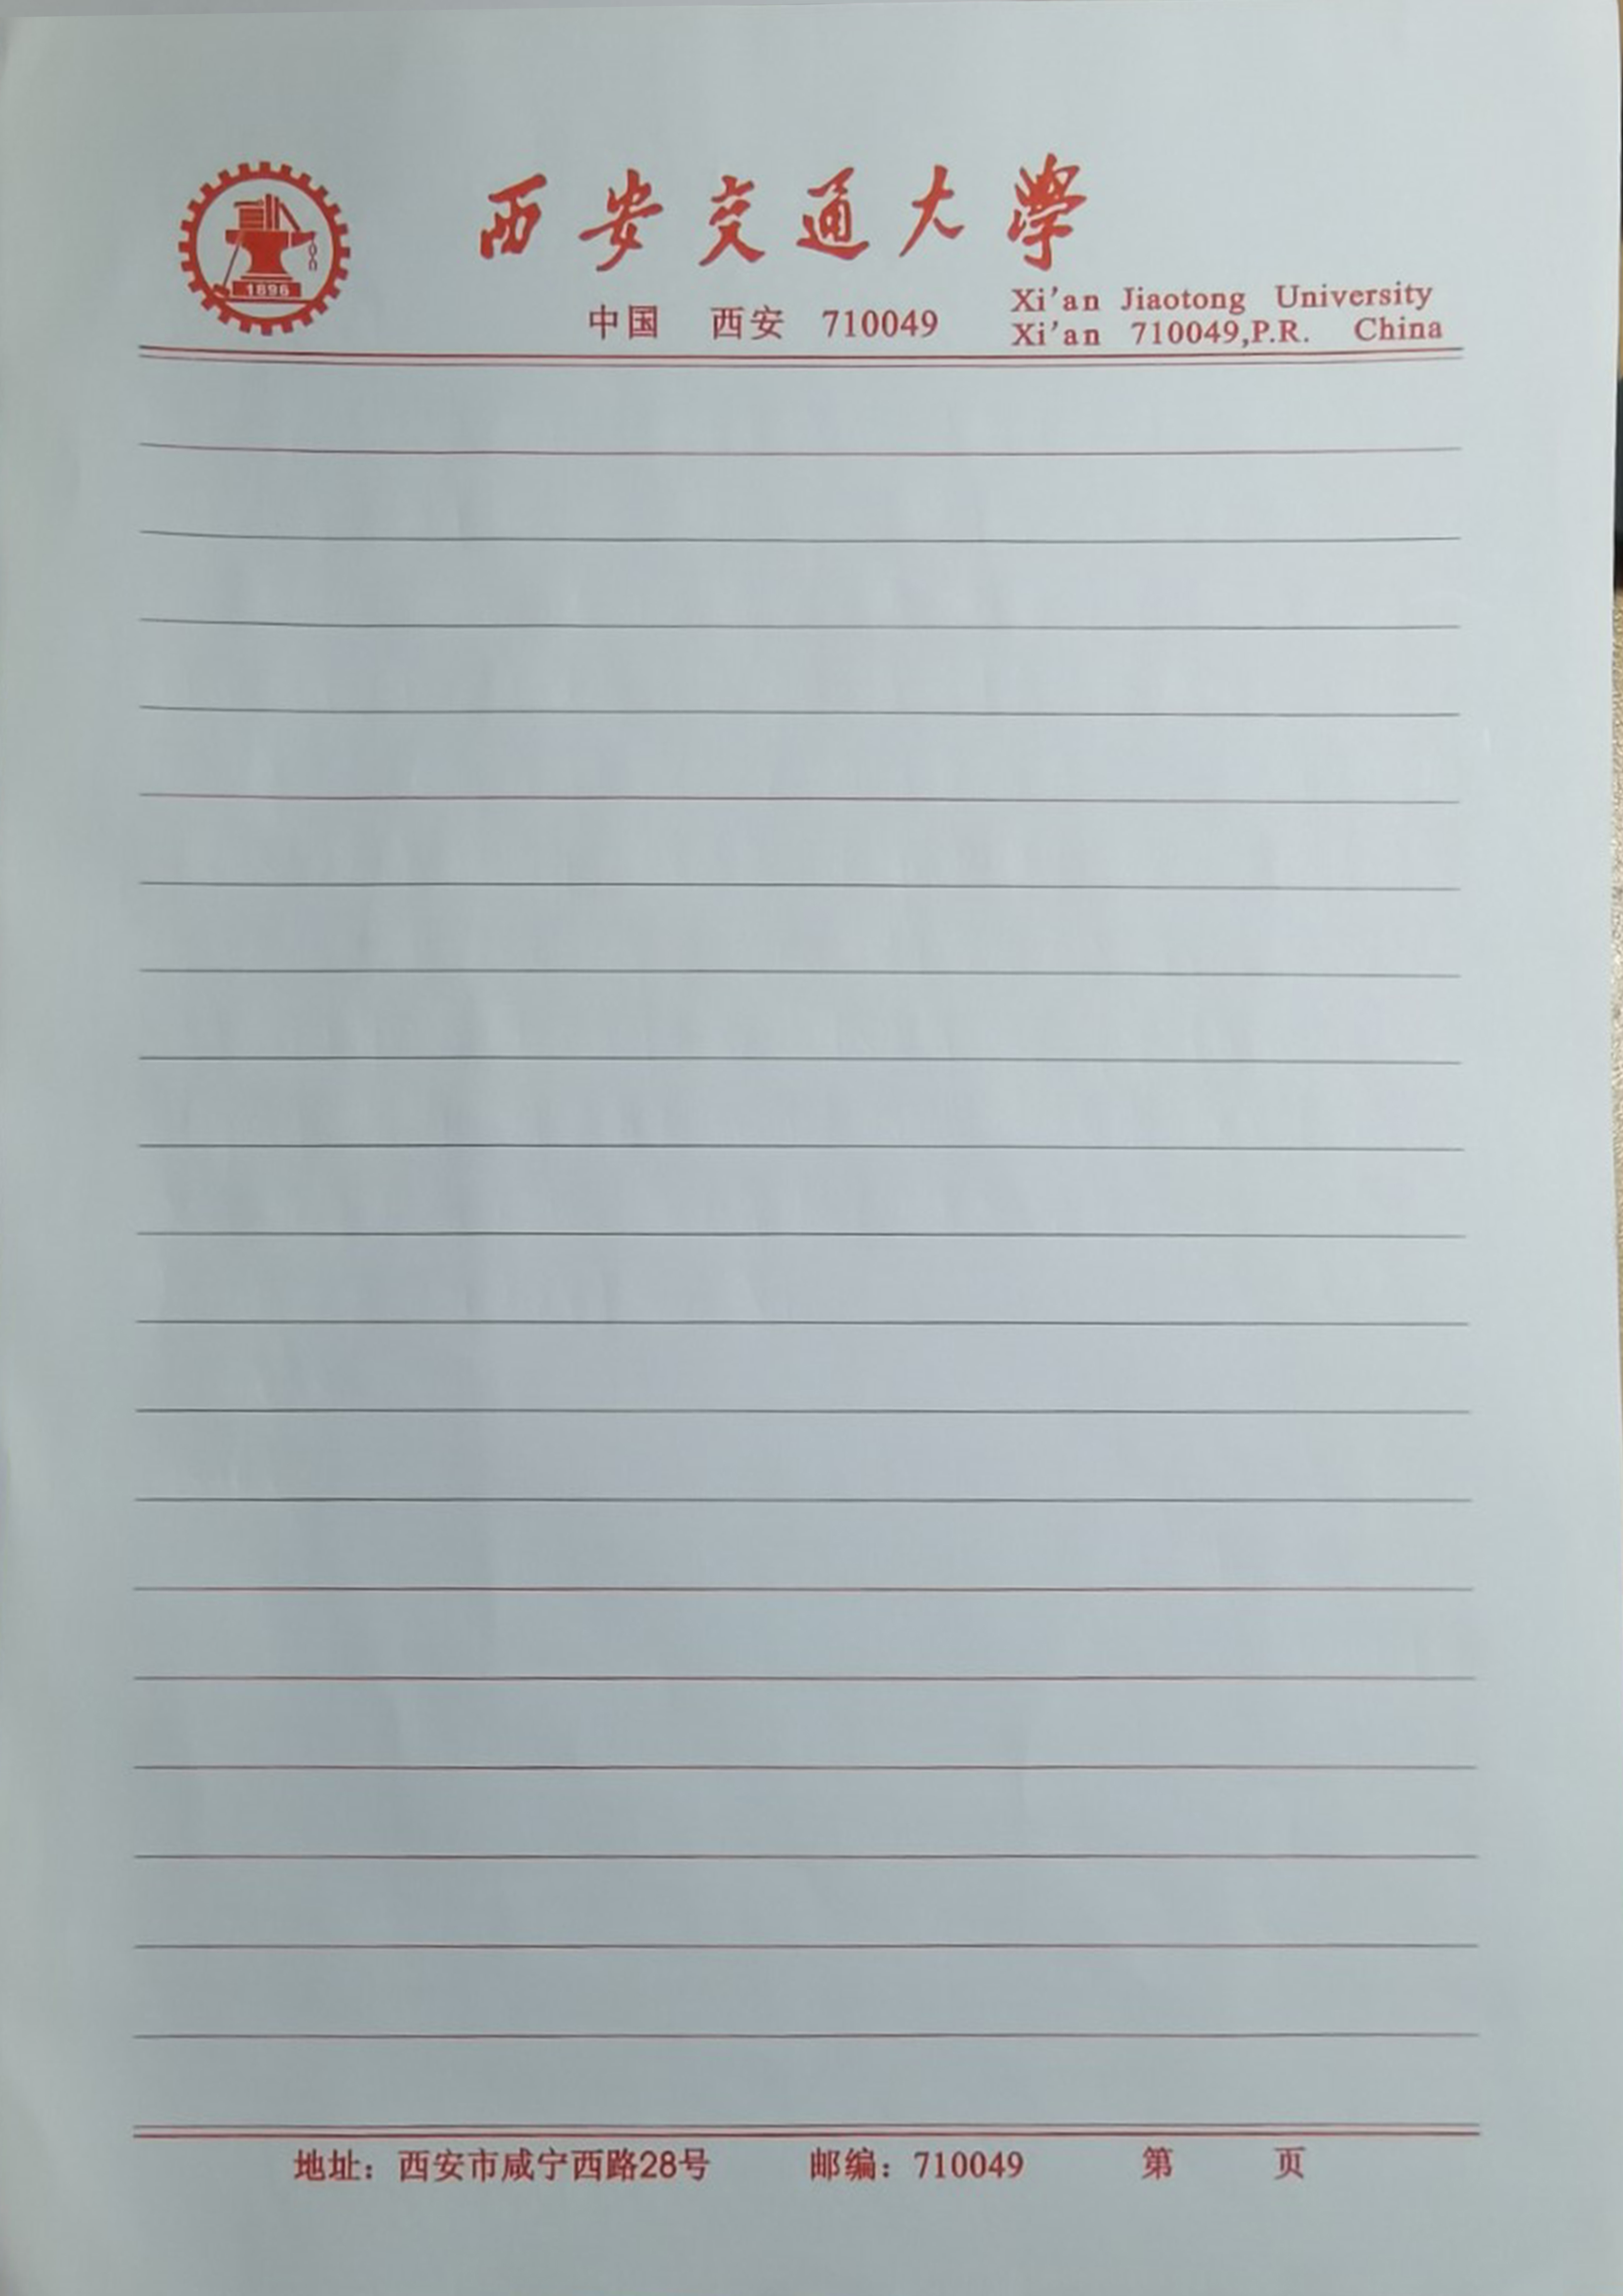 1896
西安交通大學
中国 西安 710049
Xi'an Jiaotong University
Xi'an 710049,P.R. China
地址：西安市咸宁西路28号 邮编：710049 第 页